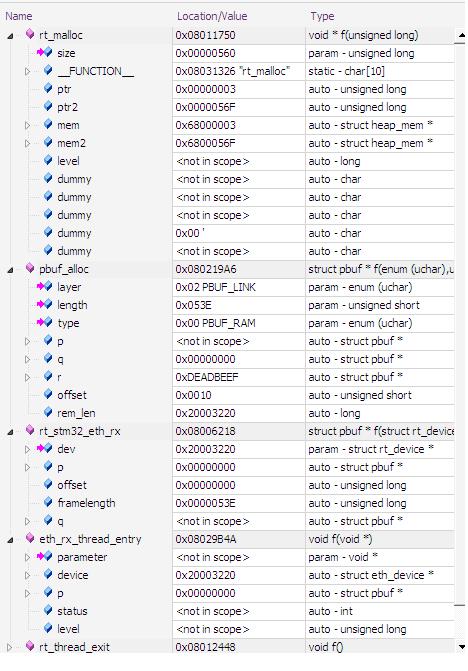 Name Location/Value Type
rt_malloc 0x08011750 void * f(unsigned long)
size 0x00000560 param - unsigned long
__FUNCTION__ 0x08031326 "rt_malloc" static - char[10]
ptr 0x00000003 auto - unsigned long
ptr2 0x0000056F auto - unsigned long
mem 0x68000003 auto - struct heap_mem *
mem2 0x6800056F auto - struct heap_mem *
level <not in scope> auto - long
dummy <not in scope> auto - char
dummy <not in scope> auto - char
dummy <not in scope> auto - char
dummy 0x00 ' auto - char
dummy <not in scope> auto - char
pbuf_alloc 0x080219A6 struct pbuf * f(enum (uchar),u
layer 0x02 PBUF_LINK param - enum (uchar)
length 0x053E param - unsigned short
type 0x00 PBUF_RAM param - enum (uchar)
p <not in scope> auto - struct pbuf *
q 0x00000000 auto - struct pbuf *
r 0xDEADBEEF auto - struct pbuf *
offset 0x0010 auto - unsigned short
rem_len 0x20003220 auto - long
rt_stm32_eth_rx 0x08006218 struct pbuf * f(struct rt_device
dev 0x20003220 param - struct rt_device *
p 0x00000000 auto - struct pbuf *
offset 0x00000000 auto - unsigned long
framelength 0x0000053E auto - unsigned long
q <not in scope> auto - struct pbuf *
eth_rx_thread_entry 0x08029B4A void f(void *)
parameter <not in scope> param - void *
device 0x20003220 auto - struct eth_device *
p 0x00000000 auto - struct pbuf *
status <not in scope> auto - int
level <not in scope> auto - unsigned long
rt_thread_exit 0x08012448 void f()